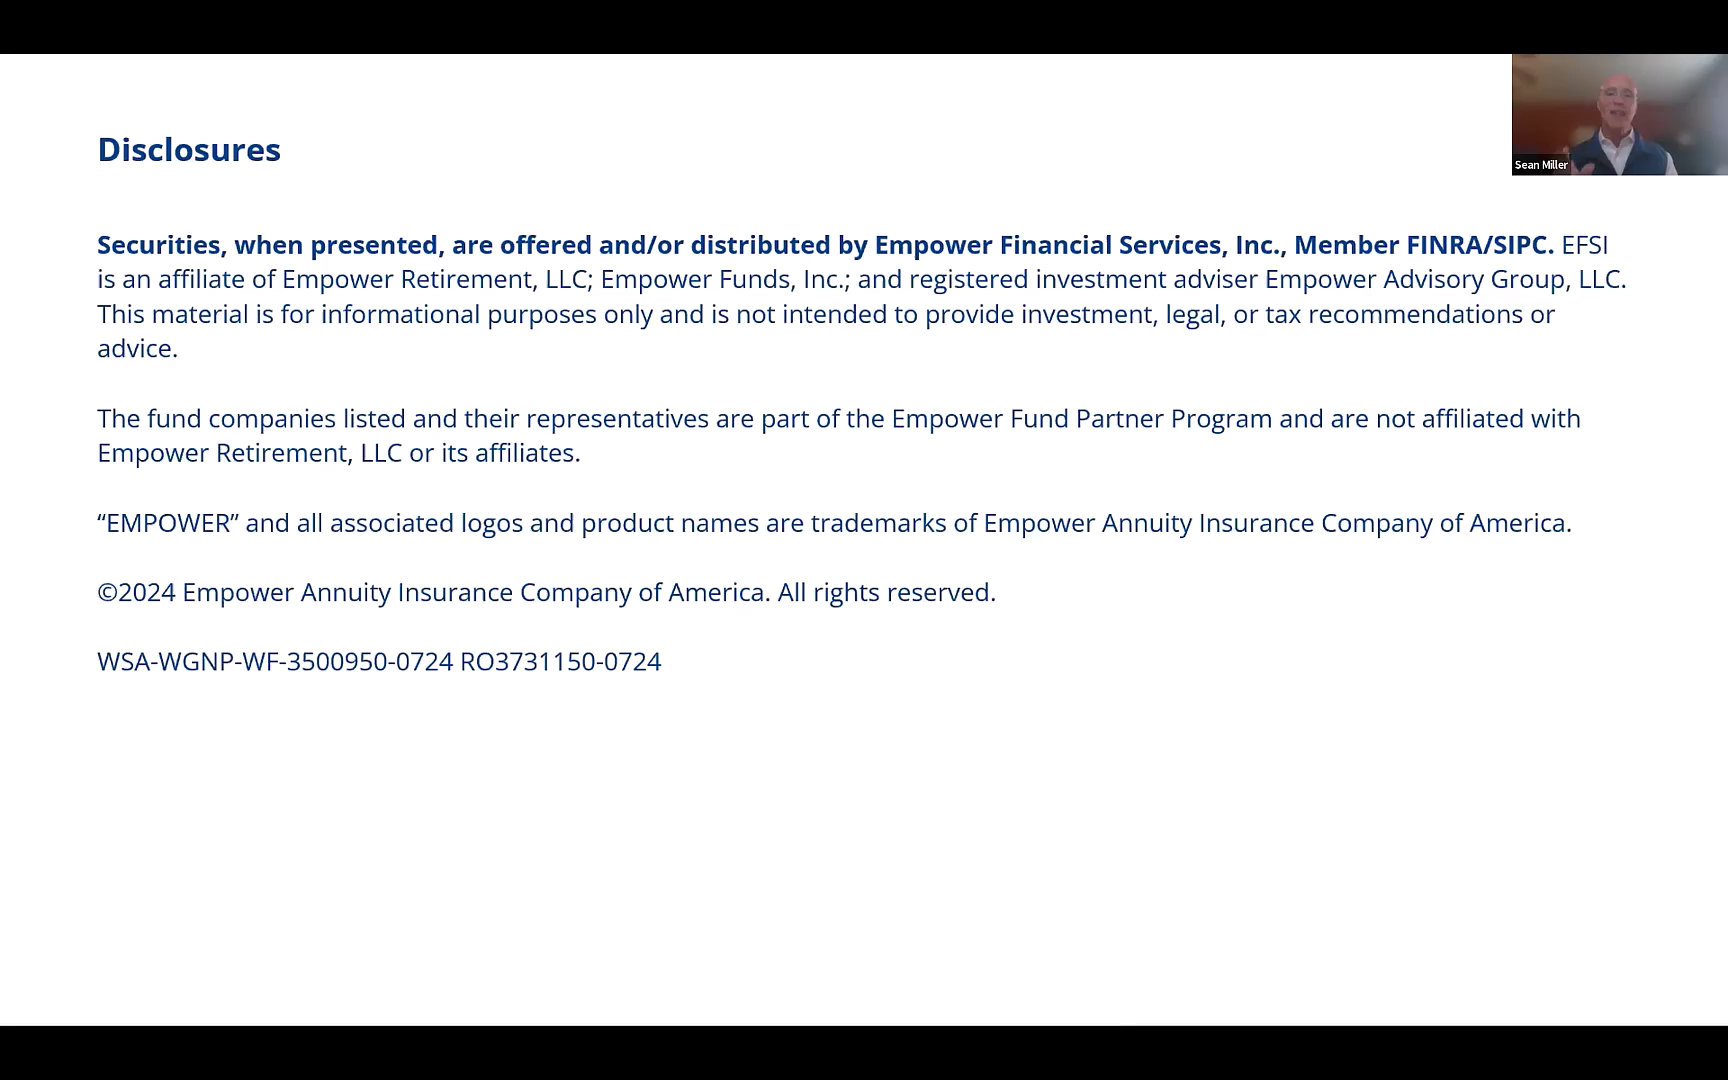 Disclosures
Sean Miller
Securities, when presented, are offered and/or distributed by Empower Financial Services, Inc., Member FINRA/SIPC. EFSI
is an affiliate of Empower Retirement, LLC; Empower Funds, Inc.; and registered investment adviser Empower Advisory Group, LLC.
This material is for informational purposes only and is not intended to provide investment, legal, or tax recommendations or
advice.
The fund companies listed and their representatives are part of the Empower Fund Partner Program and are not affiliated with
Empower Retirement, LLC or its affiliates.
“EMPOWER” and all associated logos and product names are trademarks of Empower Annuity Insurance Company of America.
©2024 Empower Annuity Insurance Company of America. All rights reserved.
WSA-WGNP-WF-3500950-0724 RO3731150-0724